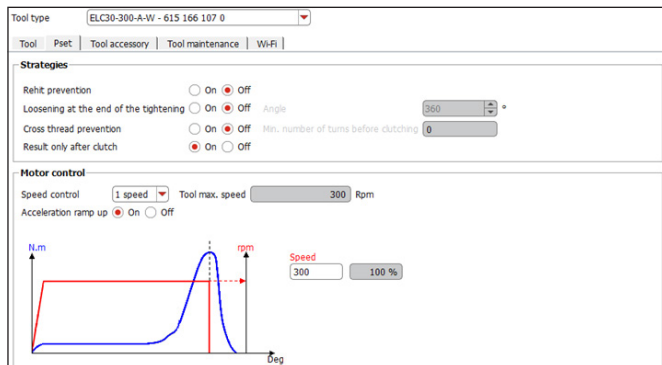 Tool type ELC30-300-A-W - 615 166 107 0
Tool Pset Tool accessory Tool maintenance Wi-Fi
Strategies
Rehit prevention On Off
Loosening at the end of the tightening On Off Angle 360 °
Cross thread prevention On Off Min. number of turns before clutching 0
Result only after clutch On Off
Motor control
Speed control 1 speed Tool max. speed 300 Rpm
Acceleration ramp up On Off
N.m rpm
Speed
300 100 %
Deg